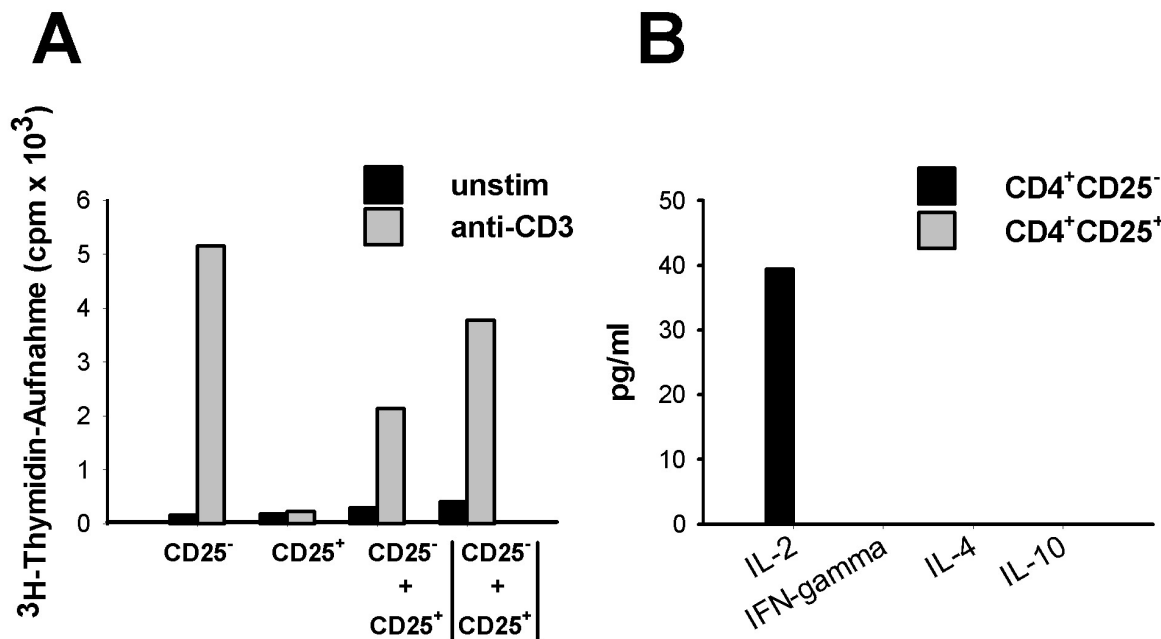 A
B
³H-Thymidin-Aufnahme (cpm x 10³)
unstim
anti-CD3
6
5
4
3
2
1
0
CD25⁻
CD25⁺
CD25⁻
+
CD25⁺
CD25⁻
+
CD25⁺
CD4⁺CD25⁻
CD4⁺CD25⁺
pg/ml
50
40
30
20
10
0
IL-2
IFN-gamma
IL-4
IL-10